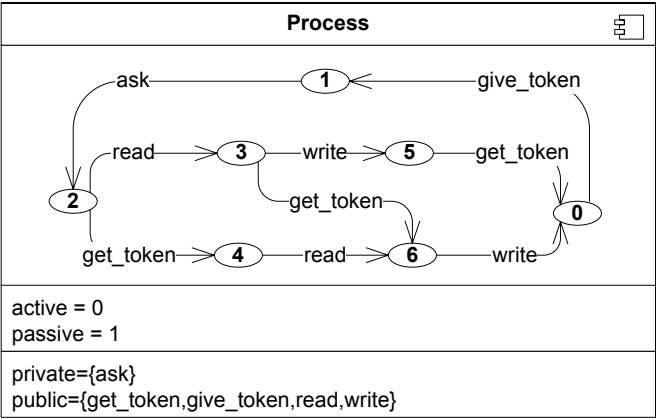 Process
ask 1 give_token
read 3 write 5 get_token
2 get_token 0
get_token 4 read 6 write
active = 0
passive = 1
private={ask}
public={get_token,give_token,read,write}